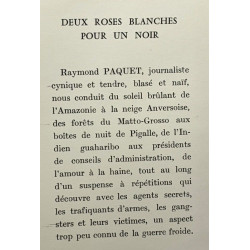 DEUX ROSES BLANCHES
POUR UN NOIR
Raymond PAQUET, journaliste
cynique et tendre, blasé et naïf,
nous conduit du soleil brûlant de
l'Amazonie à la neige Anversoise,
des forêts du Matto-Grosso aux
boîtes de nuit de Pigalle, de l'In-
dien guaharibo aux présidents
de conseils d'administration, de
l'amour à la haine, tout au long
d'un suspense à répétitions qui
découvre avec les agents secrets,
les trafiquants d'armes, les gang-
sters et leurs victimes, un aspect
trop peu connu de la guerre froide.